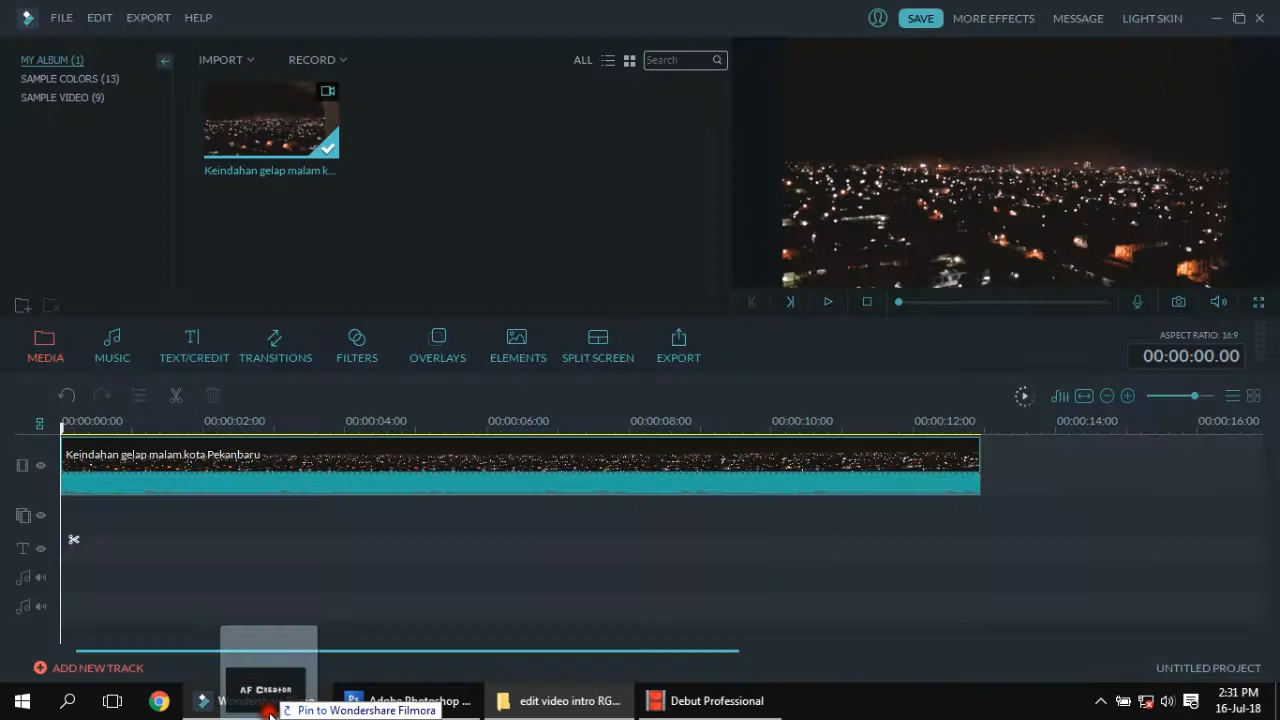 FILE EDIT EXPORT HELP
SAVE MORE EFFECTS MESSAGE LIGHT SKIN
MY ALBUM (1)
SAMPLE COLORS (13)
SAMPLE VIDEO (9)
IMPORT RECORD
ALL Search
Keindahan gelap malam k...
MEDIA MUSIC TEXT/CREDIT TRANSITIONS FILTERS OVERLAYS ELEMENTS SPLIT SCREEN EXPORT
ASPECT RATIO: 16:9
00:00:00.00
00:00:00:00 00:00:02:00 00:00:04:00 00:00:06:00 00:00:08:00 00:00:10:00 00:00:12:00 00:00:14:00 00:00:16:00
Keindahan gelap malam kota Pekanbaru
T
ADD NEW TRACK
UNTITLED PROJECT
AF Creator
Pin to Wondershare Filmora
Ps Adobe Photoshop ...
edit video intro RG...
Debut Professional
2:31 PM
16-Jul-18